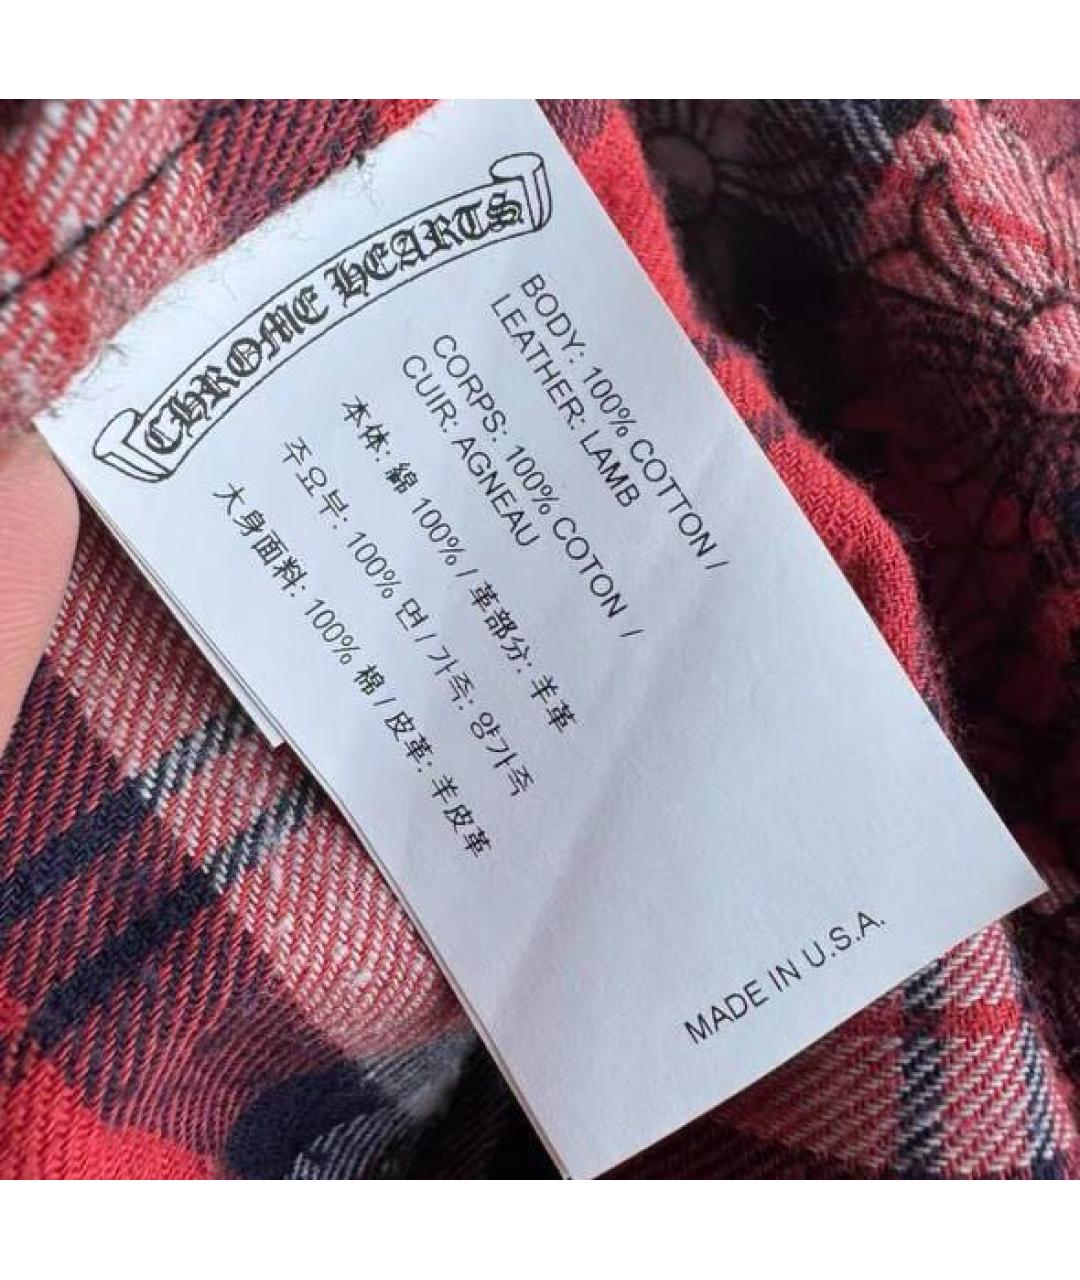 CHROME HEARTS
BODY: 100% COTTON /
LEATHER: LAMB
CORPS: 100% COTON /
CUIR: AGNEAU
本体: 綿 100% / 革部分: 羊革
주요부: 100% 면 / 가죽: 양가죽
大身面料: 100% 棉 / 皮革: 羊皮革
MADE IN U.S.A.